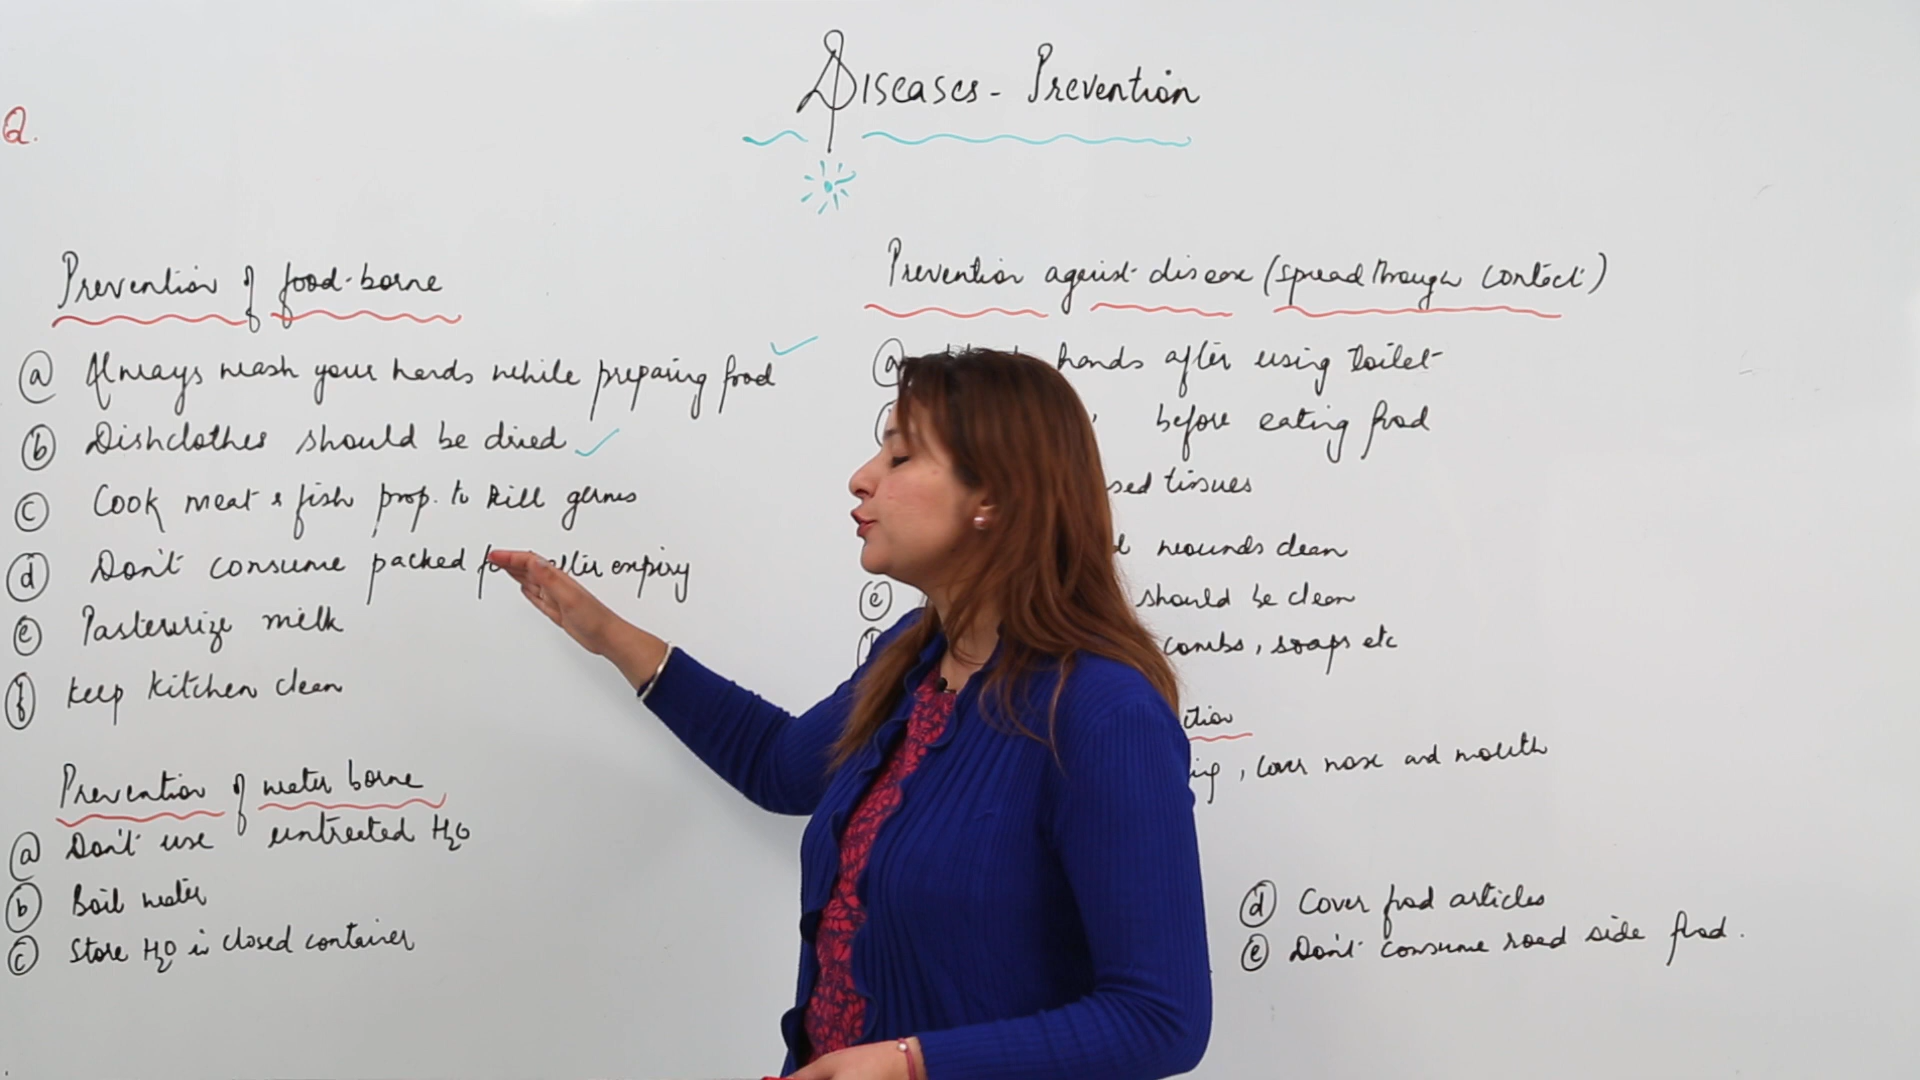 Diseases - Prevention
Q.
Prevention of food-borne
(a) Always wash your hands while preparing food
(b) Dishclothes should be dried
(c) Cook meat & fish prop. to kill germs
(d) Don't consume packed after expiry
(e) Pasteurize milk
(f) Keep kitchen clean
Prevention of water borne
(a) Don't use untreated H2O
(b) Boil water
(c) Store H2O in closed container
Prevention against disease (spread through contact)
(a) hands after using toilet
before eating food
tissues
wounds clean
(e) should be clean
combs, soaps etc
, cover nose and mouth
(d) Cover food articles
(e) Don't consume road side food.